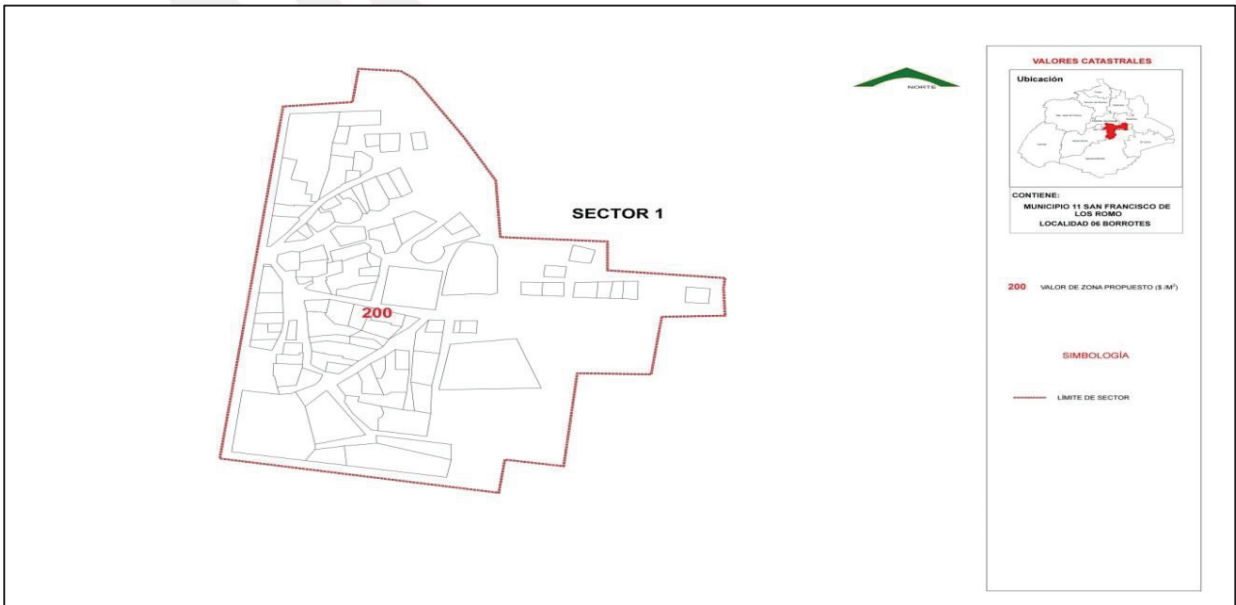 NORTE
SECTOR 1
200
VALORES CATASTRALES
Ubicación
CONTIENE:
MUNICIPIO 11 SAN FRANCISCO DE
LOS ROMO
LOCALIDAD 06 BORROTES
200 VALOR DE ZONA PROPUESTO ($ /M²)
SIMBOLOGÍA
LÍMITE DE SECTOR